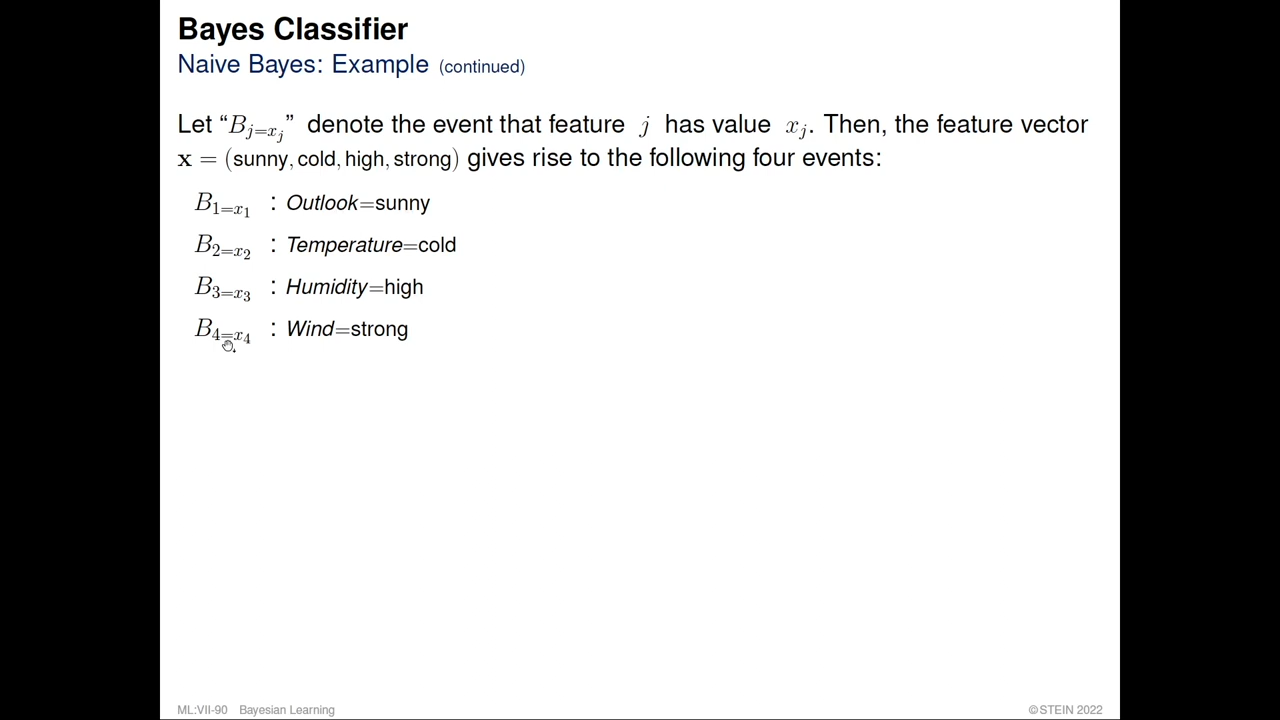 Bayes Classifier
Naive Bayes: Example (continued)
Let “B_{j=x_j}” denote the event that feature j has value x_j. Then, the feature vector
x = (sunny, cold, high, strong) gives rise to the following four events:
B_{1=x_1} : Outlook=sunny
B_{2=x_2} : Temperature=cold
B_{3=x_3} : Humidity=high
B_{4=x_4} : Wind=strong
ML:VII-90 Bayesian Learning ©STEIN 2022